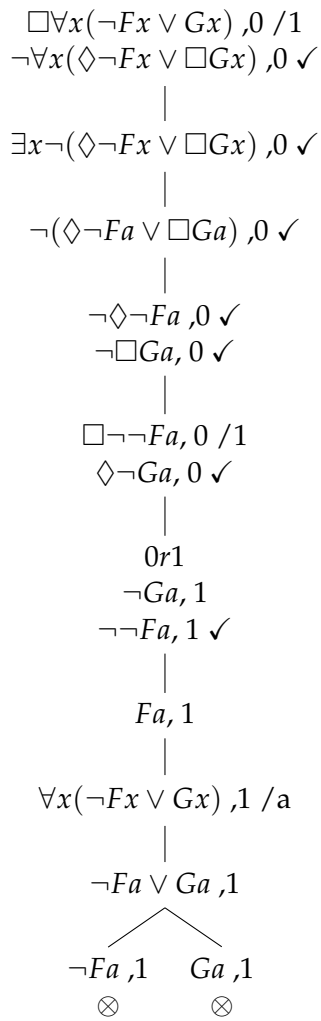 □∀x(¬Fx ∨ Gx) ,0 /1
¬∀x(◇¬Fx ∨ □Gx) ,0 ✓
∃x¬(◇¬Fx ∨ □Gx) ,0 ✓
¬(◇¬Fa ∨ □Ga) ,0 ✓
¬◇¬Fa ,0 ✓
¬□Ga, 0 ✓
□¬¬Fa, 0 /1
◇¬Ga, 0 ✓
0r1
¬Ga, 1
¬¬Fa, 1 ✓
Fa, 1
∀x(¬Fx ∨ Gx) ,1 /a
¬Fa ∨ Ga ,1
¬Fa ,1 Ga ,1
⊗ ⊗